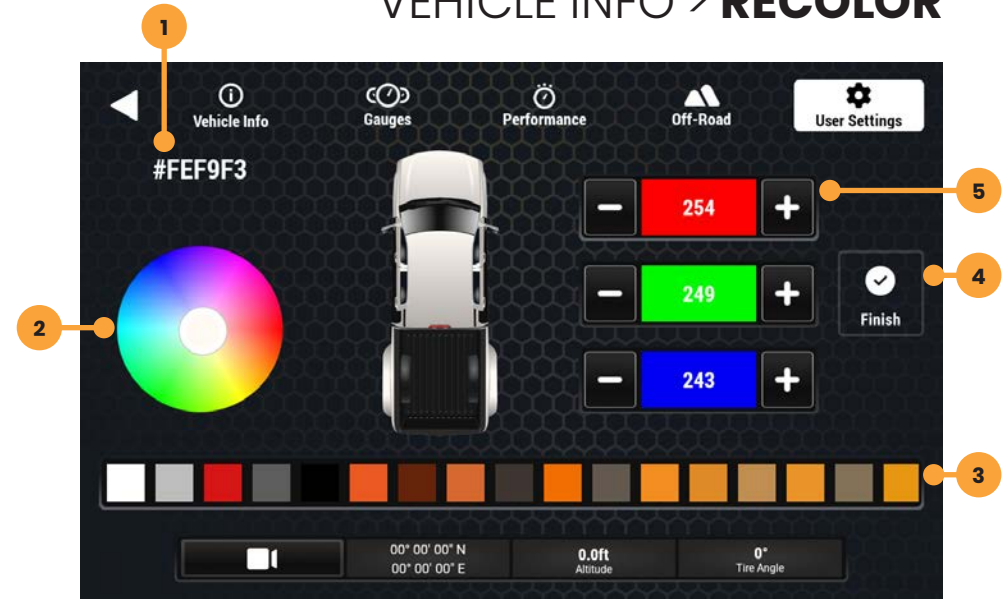 VEHICLE INFO > RECOLOR
1
Vehicle Info
Gauges
Performance
Off-Road
User Settings
#FEF9F3
254
5
249
4
Finish
2
243
3
00° 00' 00" N
00° 00' 00" E
0.0ft
Altitude
0°
Tire Angle